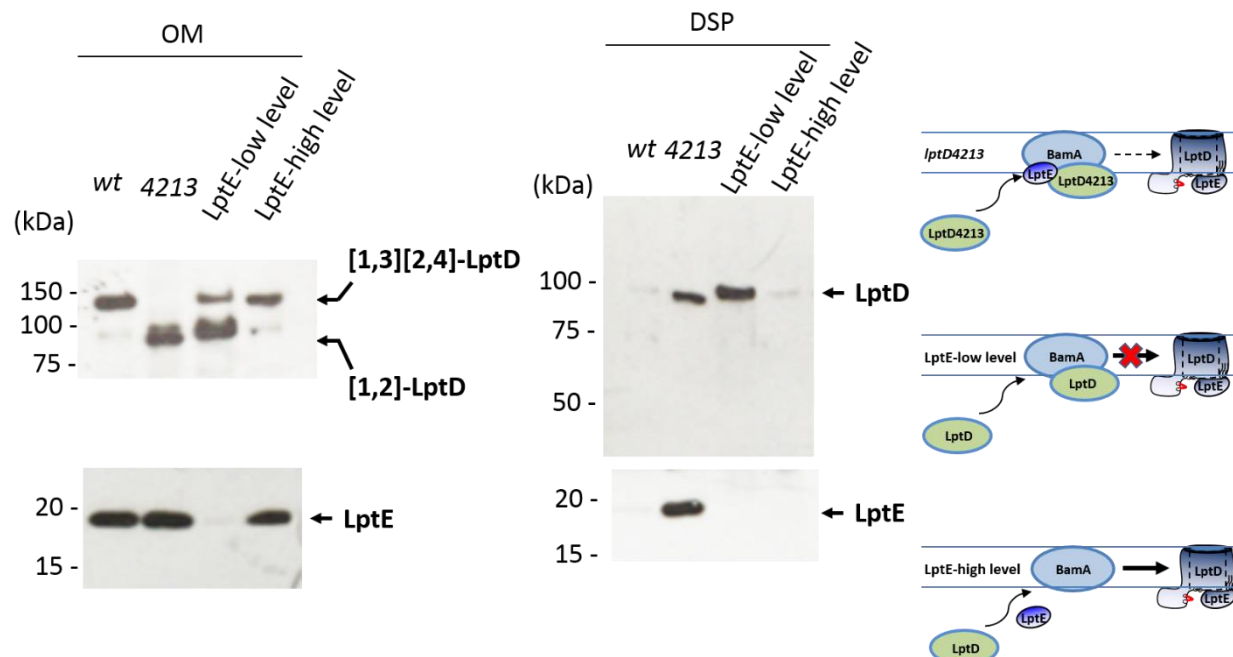 OM
wt
4213
LptE-low level
LptE-high level
(kDa)
150 -
100 -
75 -
[1,3][2,4]-LptD
[1,2]-LptD
20 -
15 -
LptE
DSP
wt
4213
LptE-low level
LptE-high level
(kDa)
100 -
75 -
50 -
LptD
20 -
15 -
LptE
lptD4213
BamA
LptE
LptD4213
LptD4213
LptD
LptE
LptE-low level
BamA
LptD
LptD
LptD
LptE
LptE-high level
BamA
LptE
LptD
LptD
LptE